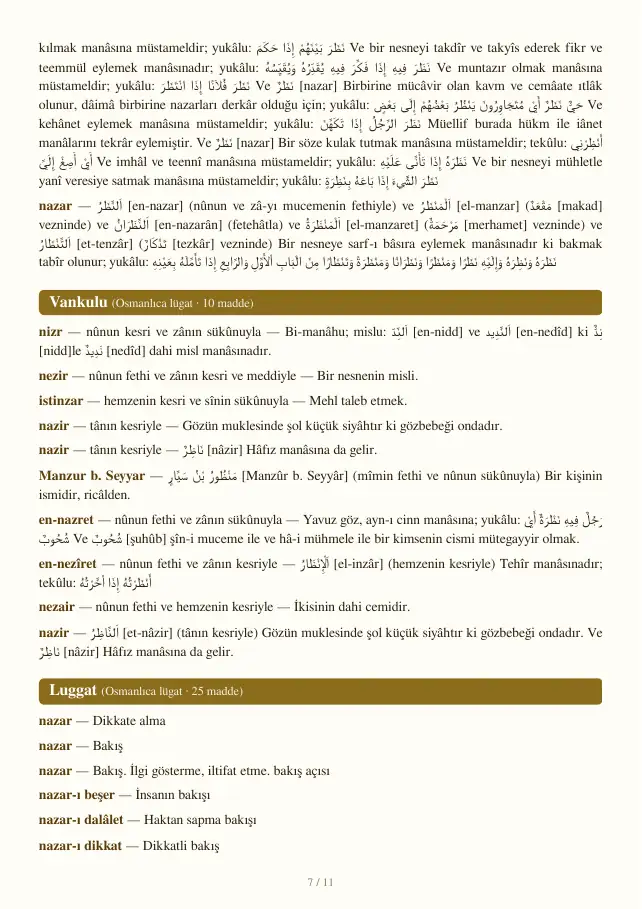 kılmak manâsına müstameldir; yukâlu: نَظَرَ بَيْنَهُمْ إِذَا حَكَمَ Ve bir nesneyi takdîr ve takyîs ederek fikr ve
teemmül eylemek manâsınadır; yukâlu: نَظَرَ فِيهِ إِذَا فَكَّرَ فِيهِ يُقَدِّرُهُ وَيُقَيِّسُهُ Ve muntazır olmak manâsına
müstameldir; yukâlu: نَظَرَ فُلَانًا إِذَا انْتَظَرَ Ve نَظَرٌ [nazar] Birbirine mücâvir olan kavm ve cemâate ıtlâk
olunur, dâimâ birbirine nazarları derkâr olduğu için; yukâlu: حَيٌّ نَظَرٌ أَيْ مُتَجَاوِرُونَ يَنْظُرُ بَعْضُهُمْ إِلَى بَعْضٍ Ve
kehânet eylemek manâsına müstameldir; yukâlu: نَظَرَ الرَّجُلُ إِذَا تَكَهَّنَ Müellif burada hükm ile iânet
manâlarını tekrâr eylemiştir. Ve نَظَرٌ [nazar] Bir söze kulak tutmak manâsına müstameldir; tekûlu: أُنْظُرْنِي
أَيْ أَصْغِ إِلَيَّ Ve imhâl ve teennî manâsına müstameldir; yukâlu: نَظَرَهُ إِذَا تَأَنَّى عَلَيْهِ Ve bir nesneyi mühletle
yanî veresiye satmak manâsına müstameldir; yukâlu: نَظَرَ الشَّيْءَ إِذَا بَاعَهُ بِنَظِرَةٍ
nazar — اَلنَّظَرُ [en-nazar] (nûnun ve zâ-yı mucemenin fethiyle) ve اَلْمَنْظَرُ [el-manzar] (مَقْعَدٌ [makad]
vezninde) ve اَلنَّظَرَانُ [en-nazarân] (fetehâtla) ve اَلْمَنْظَرَةُ [el-manzaret] (مَرْحَمَةٌ [merhamet] vezninde) ve
اَلتَّنْظَارُ [et-tenzâr] (تَذْكَارٌ [tezkâr] vezninde) Bir nesneye sarf-ı bâsıra eylemek manâsınadır ki bakmak
tabîr olunur; yukâlu: نَظَرَهُ وَنَظِرَهُ وَإِلَيْهِ نَظَرًا وَمَنْظَرًا وَنَظَرَانًا وَمَنْظَرَةً وَتَنْظَارًا مِنَ الْبَابِ اْلأَوَّلِ وَالرَّابِعِ إِذَا تَأَمَّلَهُ بِعَيْنِهِ
Vankulu (Osmanlıca lügat · 10 madde)
nizr — nûnun kesri ve zânın sükûnuyla — Bi-manâhu; mislu: اَلنِّدّ [en-nidd] ve اَلنَّدِيد [en-nedîd] ki نِدٌّ
[nidd]le نَدِيدٌ [nedîd] dahi misl manâsınadır.
nezir — nûnun fethi ve zânın kesri ve meddiyle — Bir nesnenin misli.
istinzar — hemzenin kesri ve sînin sükûnuyla — Mehl taleb etmek.
nazir — tânın kesriyle — Gözün muklesinde şol küçük siyâhtır ki gözbebeği ondadır.
nazir — tânın kesriyle — نَاظِرٌ [nâzir] Hâfız manâsına da gelir.
Manzur b. Seyyar — مَنْظُورُ بْنُ سَيَّارٍ [Manzûr b. Seyyâr] (mîmin fethi ve nûnun sükûnuyla) Bir kişinin
ismidir, ricâlden.
en-nazret — nûnun fethi ve zânın sükûnuyla — Yavuz göz, ayn-ı cinn manâsına; yukâlu: رَجُلٌ فِيهِ نَظْرَةٌ أَيْ
شُحُوبٌ Ve شُحُوبٌ [şuhûb] şîn-i muceme ile ve hâ-i mühmele ile bir kimsenin cismi mütegayyir olmak.
en-nezîret — nûnun fethi ve zânın kesriyle — اَلْإِنْظَارُ [el-inzâr] (hemzenin kesriyle) Tehîr manâsınadır;
tekûlu: أَنْظَرْتُهُ إِذَا أَخَّرْتُهُ
nezair — nûnun fethi ve hemzenin kesriyle — İkisinin dahi cemidir.
nazir — اَلنَّاظِرُ [et-nâzir] (tânın kesriyle) Gözün muklesinde şol küçük siyâhtır ki gözbebeği ondadır. Ve
نَاظِرٌ [nâzir] Hâfız manâsına da gelir.
Luggat (Osmanlıca lügat · 25 madde)
nazar — Dikkate alma
nazar — Bakış
nazar — Bakış. İlgi gösterme, iltifat etme. bakış açısı
nazar-ı beşer — İnsanın bakışı
nazar-ı dalâlet — Haktan sapma bakışı
nazar-ı dikkat — Dikkatli bakış
7 / 11